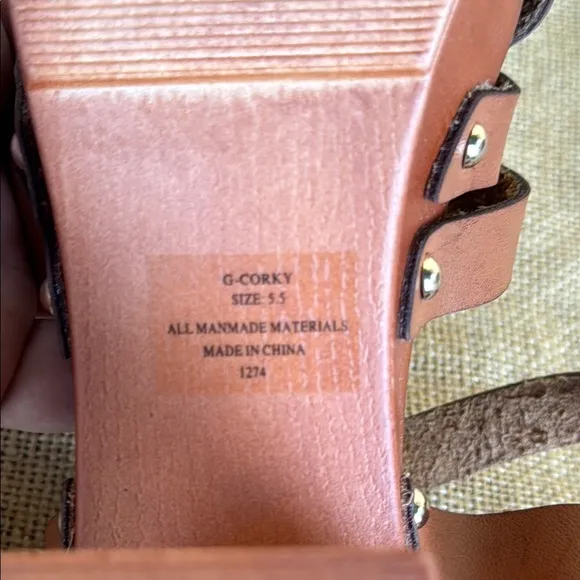 G-CORKY
SIZE: 5.5
ALL MANMADE MATERIALS
MADE IN CHINA
1274